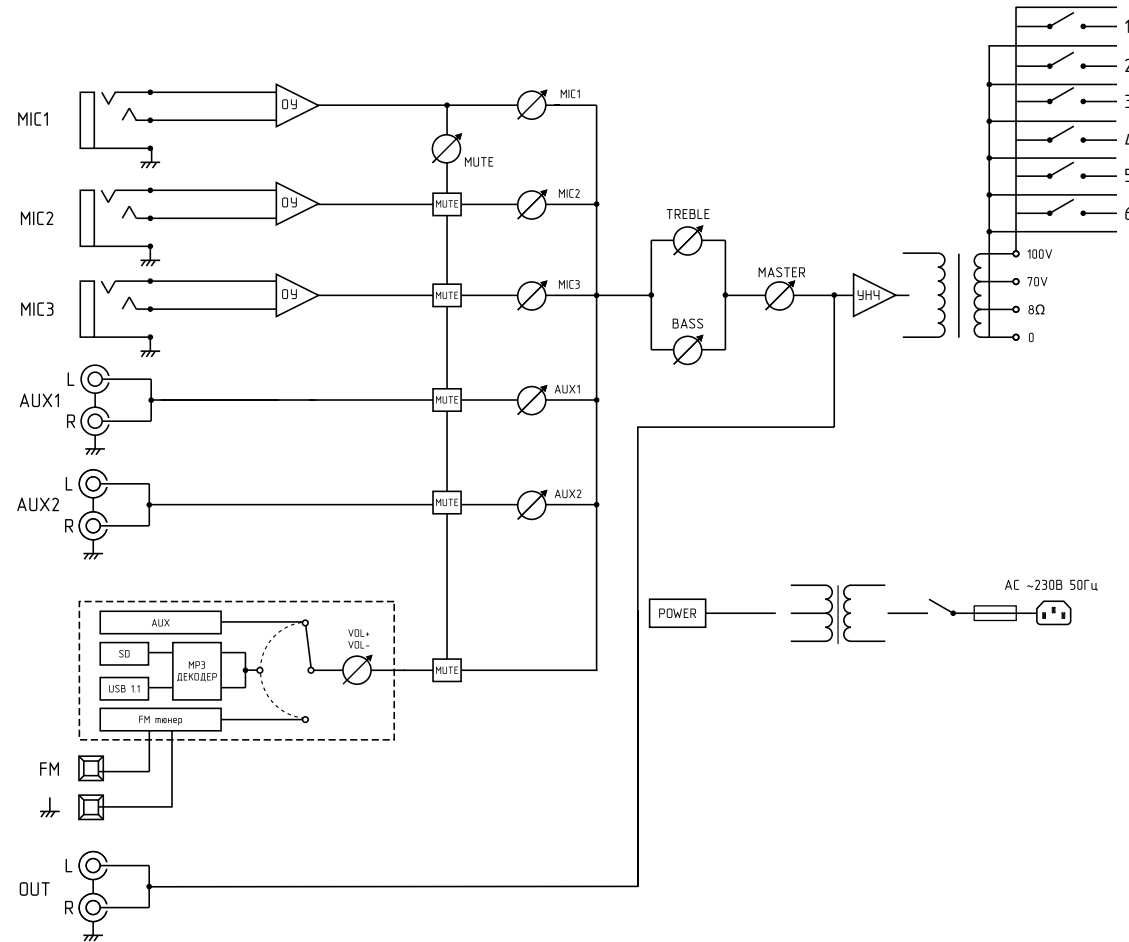 1
2
3
4
5
6
MIC1
ОУ
MIC1
MUTE
MIC2
ОУ
MUTE
MIC2
TREBLE
MIC3
ОУ
MUTE
MIC3
MASTER
УНЧ
BASS
100V
70V
8Ω
0
L
AUX1
R
MUTE
AUX1
L
AUX2
R
MUTE
AUX2
AC ~230В 50Гц
POWER
AUX
SD
USB 1.1
MP3
ДЕКОДЕР
FM тюнер
VOL+
VOL-
MUTE
FM
L
OUT
R